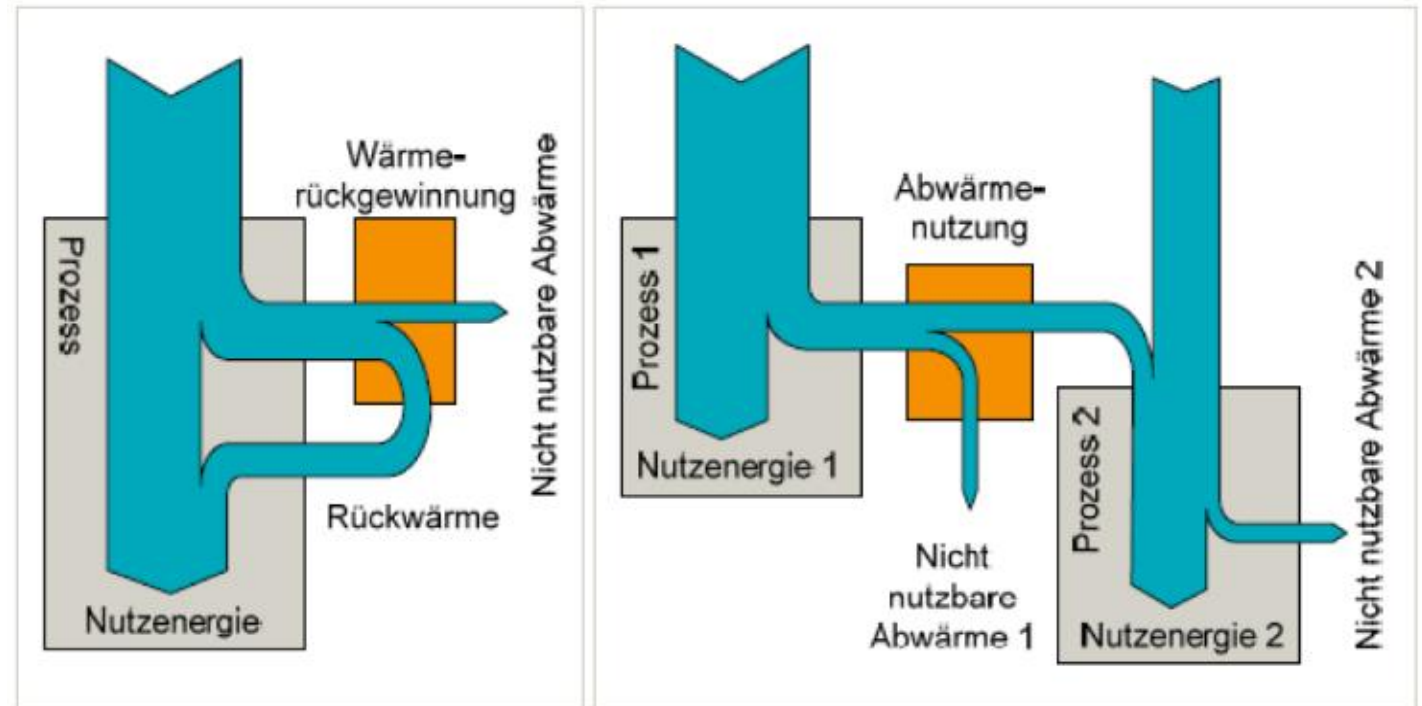 Wärme-
rückgewinnung
Prozess
Nicht nutzbare Abwärme
Rückwärme
Nutzenergie
Abwärme-
nutzung
Prozess 1
Nutzenergie 1
Nicht
nutzbare
Abwärme 1
Prozess 2
Nutzenergie 2
Nicht nutzbare Abwärme 2